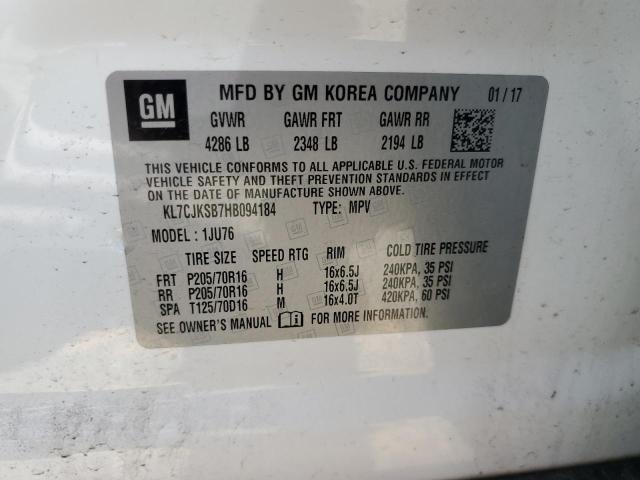 GM MFD BY GM KOREA COMPANY 01 / 17
GVWR GAWR FRT GAWR RR
4286 LB 2348 LB 2194 LB
THIS VEHICLE CONFORMS TO ALL APPLICABLE U.S. FEDERAL MOTOR
VEHICLE SAFETY AND THEFT PREVENTION STANDARDS IN EFFECT ON
THE DATE OF MANUFACTURE SHOWN ABOVE.
KL7CJKSB7HB094184 TYPE: MPV
MODEL : 1JU76
TIRE SIZE SPEED RTG RIM COLD TIRE PRESSURE
FRT P205/70R16 H 16x6.5J 240KPA, 35 PSI
RR P205/70R16 H 16x6.5J 240KPA, 35 PSI
SPA T125/70D16 M 16x4.0T 420KPA, 60 PSI
SEE OWNER'S MANUAL FOR MORE INFORMATION.